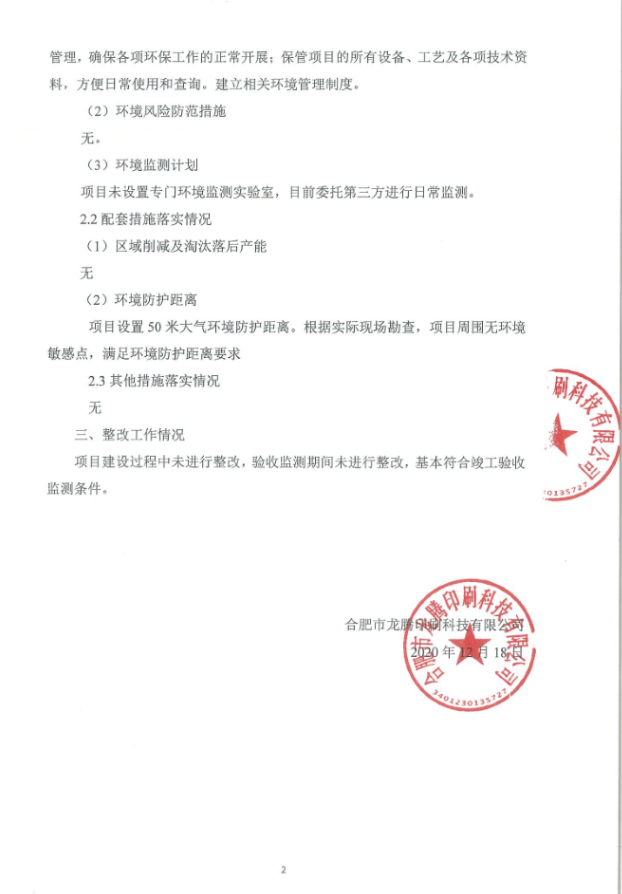 管理，确保各项环保工作的正常开展；保管项目的所有设备、工艺及各项技术资
料，方便日常使用和查询。建立相关环境管理制度。
（2）环境风险防范措施
无。
（3）环境监测计划
项目未设置专门环境监测实验室，目前委托第三方进行日常监测。
2.2 配套措施落实情况
（1）区域削减及淘汰落后产能
无
（2）环境防护距离
项目设置 50 米大气环境防护距离。根据实际现场勘查，项目周围无环境
敏感点，满足环境防护距离要求
2.3 其他措施落实情况
无
三、整改工作情况
项目建设过程中未进行整改，验收监测期间未进行整改，基本符合竣工验收
监测条件。
刷科技有限公司
30135727
合肥市龙腾印刷科技有限公司
2020 年 12 月 18 日
合肥市龙腾印刷科技有限公司
3401230135727
2